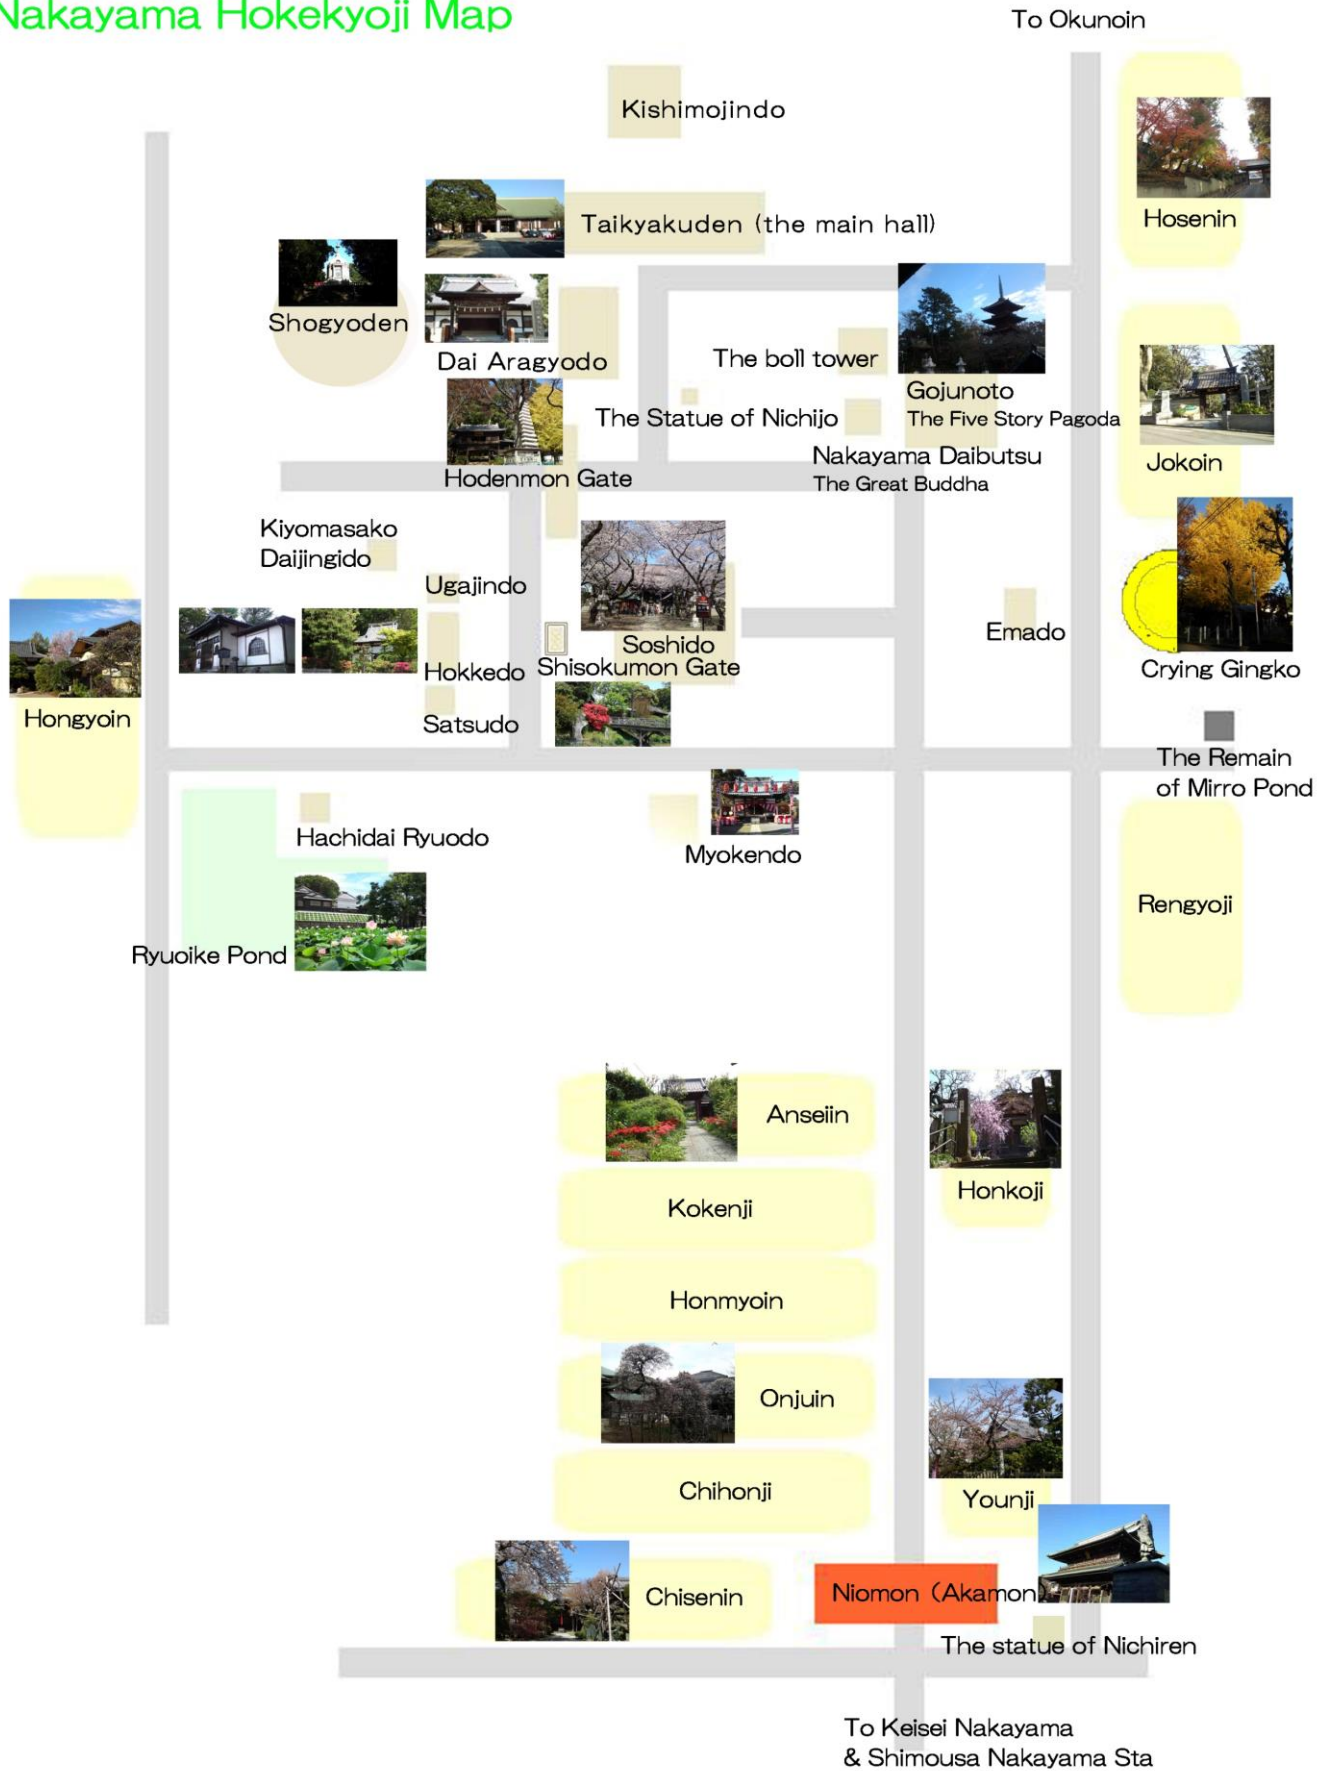 Nakayama Hokekyoji Map
To Okunoin
Kishimojindo
Hosenin
Taikyakuden (the main hall)
Shogyoden
Dai Aragyodo
The boll tower
Gojunoto
The Five Story Pagoda
The Statue of Nichijo
Nakayama Daibutsu
The Great Buddha
Jokoin
Hodenmon Gate
Kiyomasako
Daijingido
Ugajindo
Soshido
Shisokumon Gate
Emado
Hokkedo
Crying Gingko
Hongyoin
Satsudo
The Remain
of Mirro Pond
Hachidai Ryuodo
Myokendo
Rengyoji
Ryuoike Pond
Anseiin
Honkoji
Kokenji
Honmyoin
Onjuin
Chihonji
Younji
Chisenin
Niomon (Akamon)
The statue of Nichiren
To Keisei Nakayama
& Shimousa Nakayama Sta